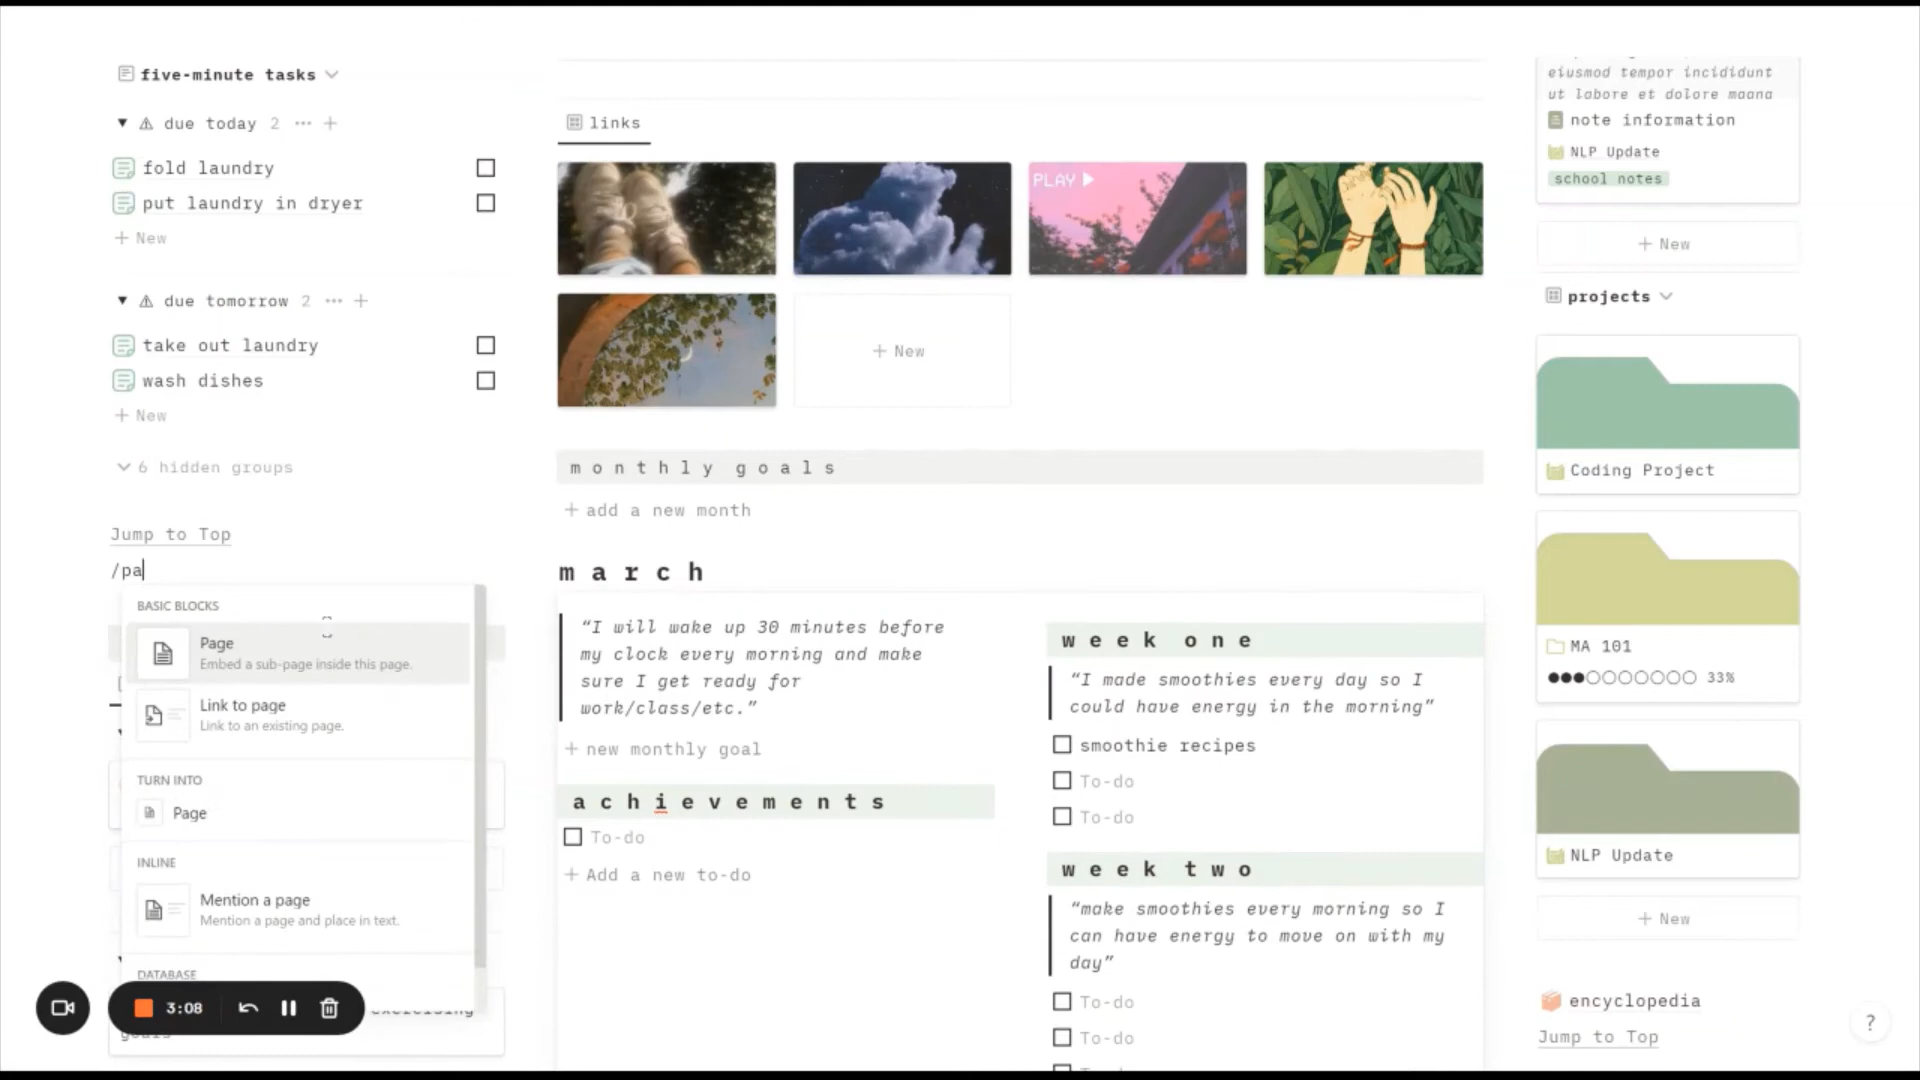 five-minute tasks
due today 2
fold laundry
put laundry in dryer
New
due tomorrow 2
take out laundry
wash dishes
New
6 hidden groups
Jump to Top
/pa
BASIC BLOCKS
Page
Embed a sub-page inside this page.
Link to page
Link to an existing page.
TURN INTO
Page
INLINE
Mention a page
Mention a page and place in text.
DATABASE
3:08
exercising
goals
links
PLAY
New
monthly goals
add a new month
march
“I will wake up 30 minutes before
my clock every morning and make
sure I get ready for
work/class/etc.”
new monthly goal
achievements
To-do
Add a new to-do
week one
“I made smoothies every day so I
could have energy in the morning”
smoothie recipes
To-do
To-do
week two
“make smoothies every morning so I
can have energy to move on with my
day”
To-do
To-do
eiusmod tempor incididunt
ut labore et dolore magna
note information
NLP Update
school notes
New
projects
Coding Project
MA 101
33%
NLP Update
New
encyclopedia
Jump to Top
?